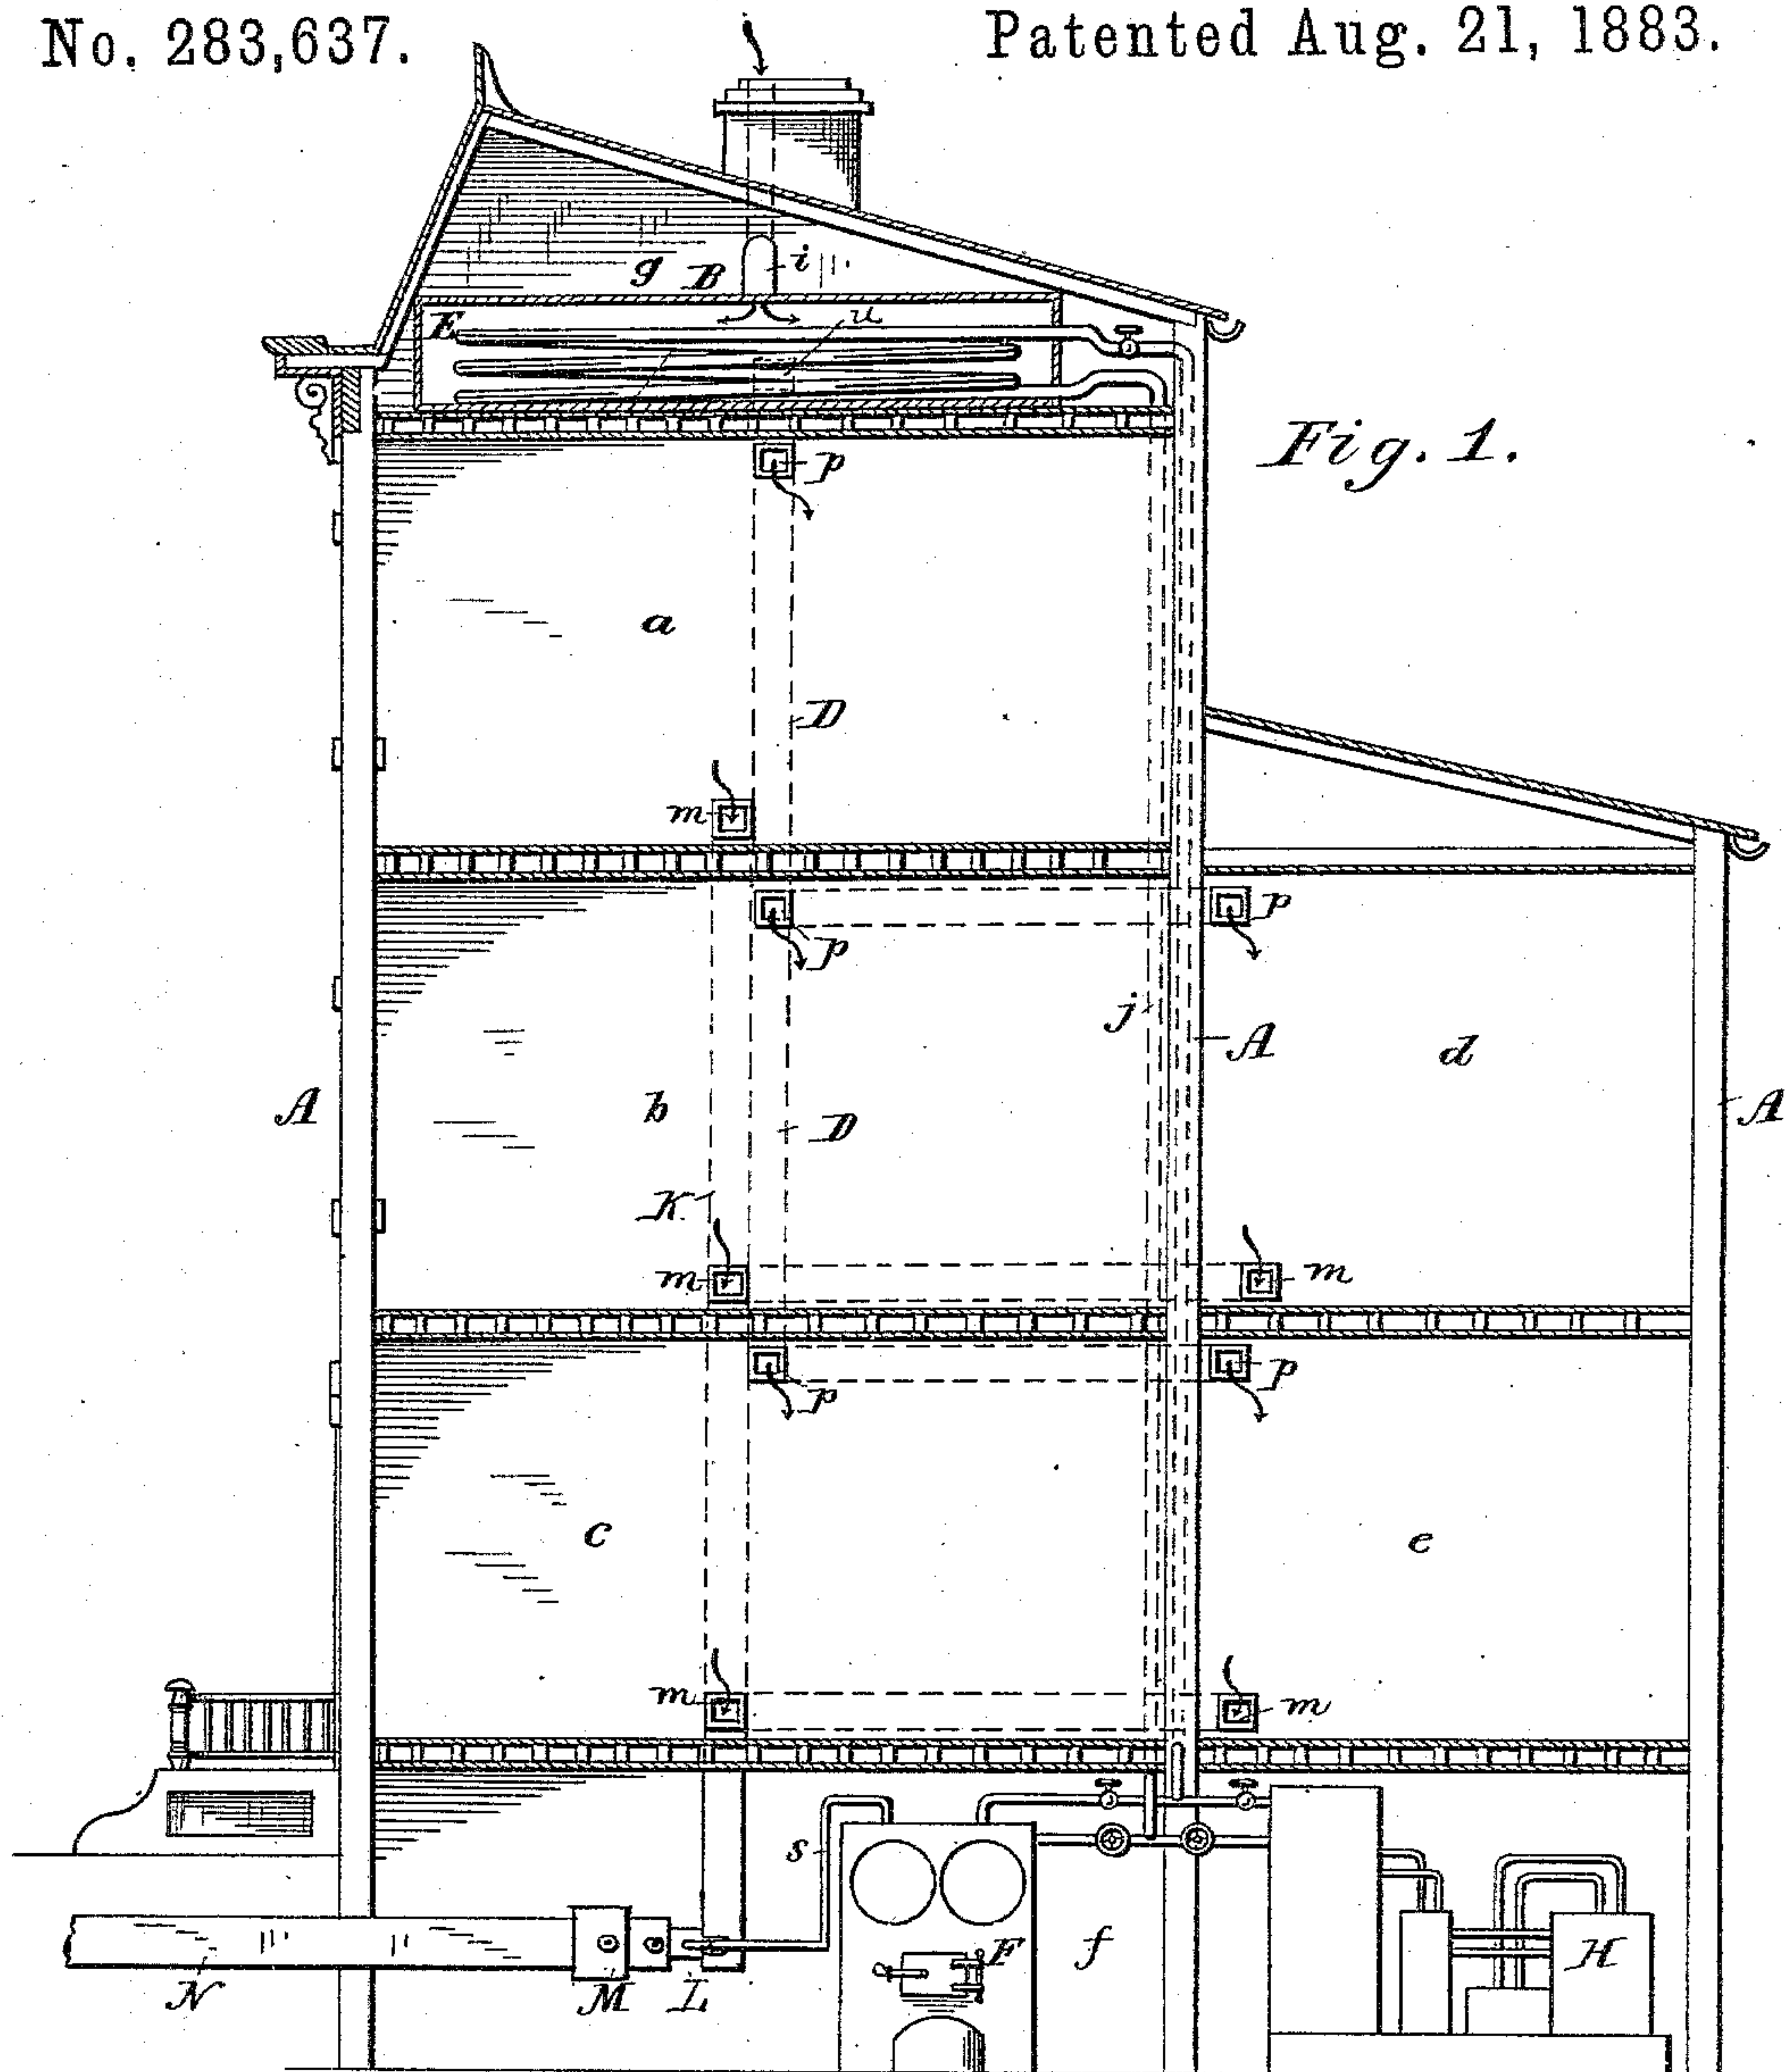 No. 283,637.
Patented Aug. 21, 1883.
g B i
E u
Fig. 1.
p
a
D
m
p p
j A d
A b D A
K
m m
p p
c e
m m
s
f F H
N M L